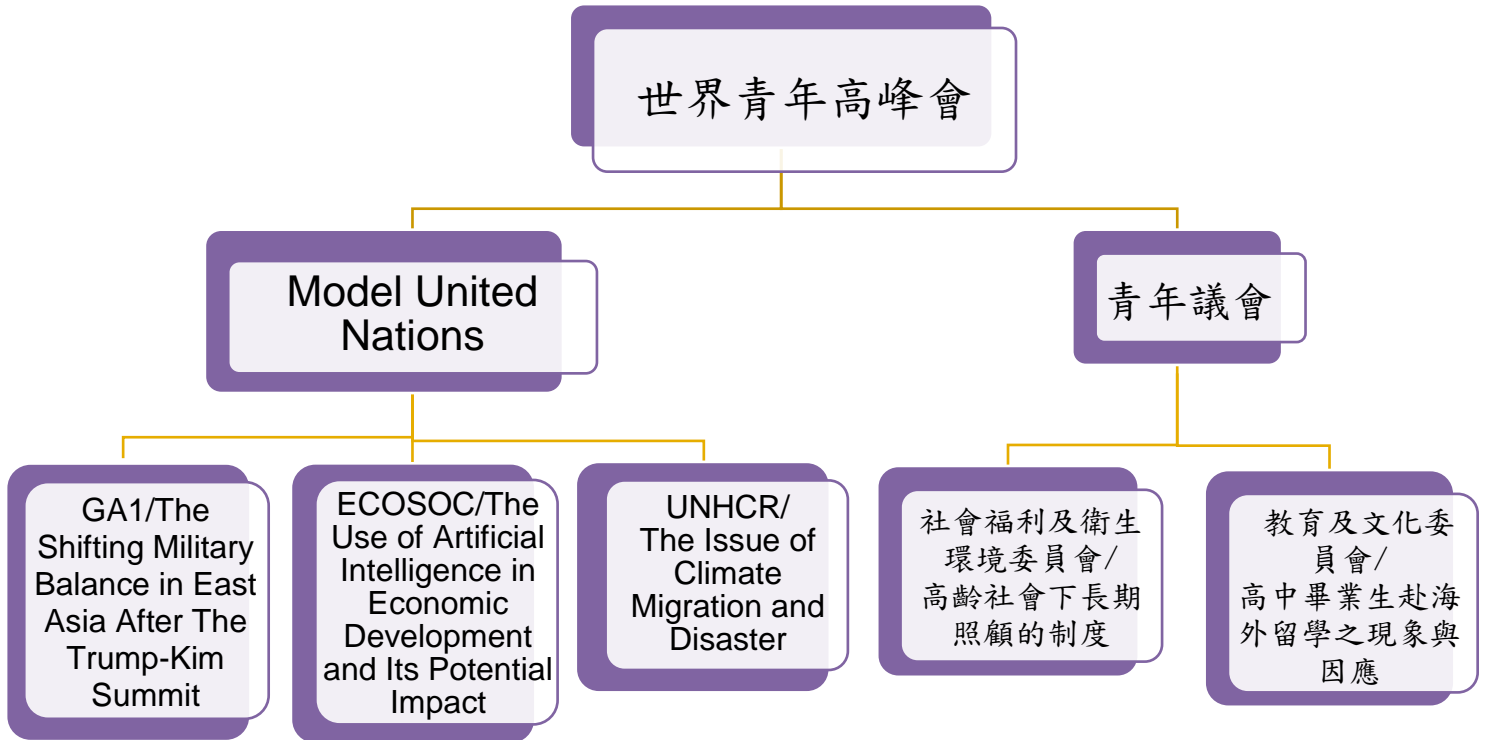 世界青年高峰會
Model United
Nations
青年議會
GA1/The
Shifting Military
Balance in East
Asia After The
Trump-Kim
Summit
ECOSOC/The
Use of Artificial
Intelligence in
Economic
Development
and Its Potential
Impact
UNHCR/
The Issue of
Climate
Migration and
Disaster
社會福利及衛生
環境委員會/
高齡社會下長期
照顧的制度
教育及文化委
員會/
高中畢業生赴海
外留學之現象與
因應